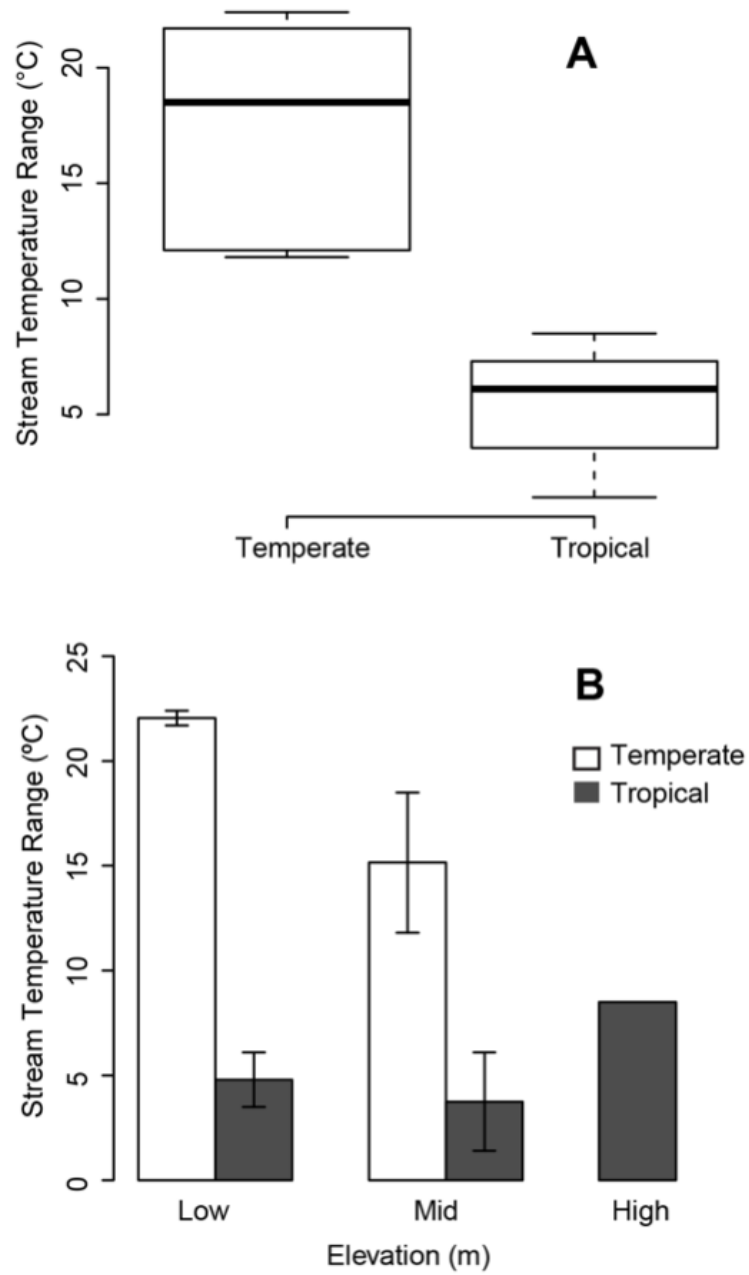 A
Stream Temperature Range (°C)
20
15
10
5
Temperate Tropical
B
Stream Temperature Range (ºC)
25
20
15
10
5
0
Temperate
Tropical
Low Mid High
Elevation (m)